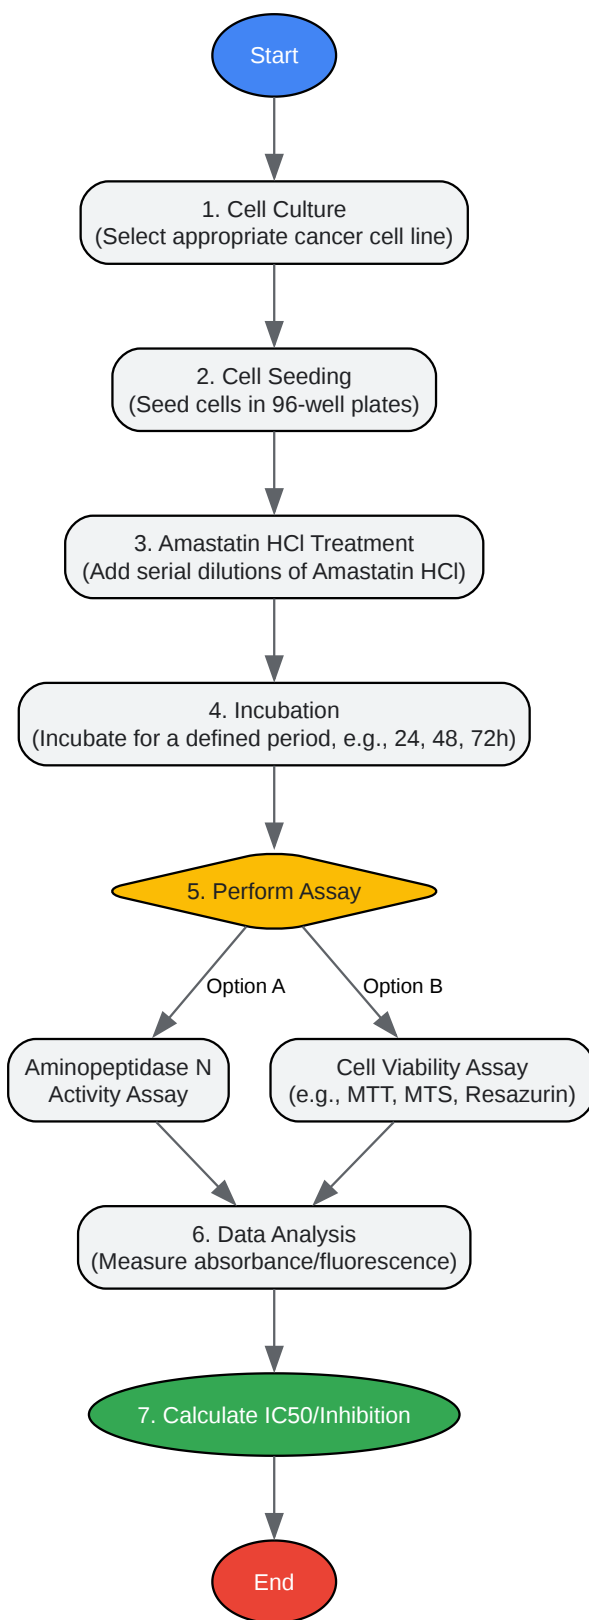 Start
1. Cell Culture
(Select appropriate cancer cell line)
2. Cell Seeding
(Seed cells in 96-well plates)
3. Amastatin HCl Treatment
(Add serial dilutions of Amastatin HCl)
4. Incubation
(Incubate for a defined period, e.g., 24, 48, 72h)
5. Perform Assay
Option A
Option B
Aminopeptidase N
Activity Assay
Cell Viability Assay
(e.g., MTT, MTS, Resazurin)
6. Data Analysis
(Measure absorbance/fluorescence)
7. Calculate IC50/Inhibition
End